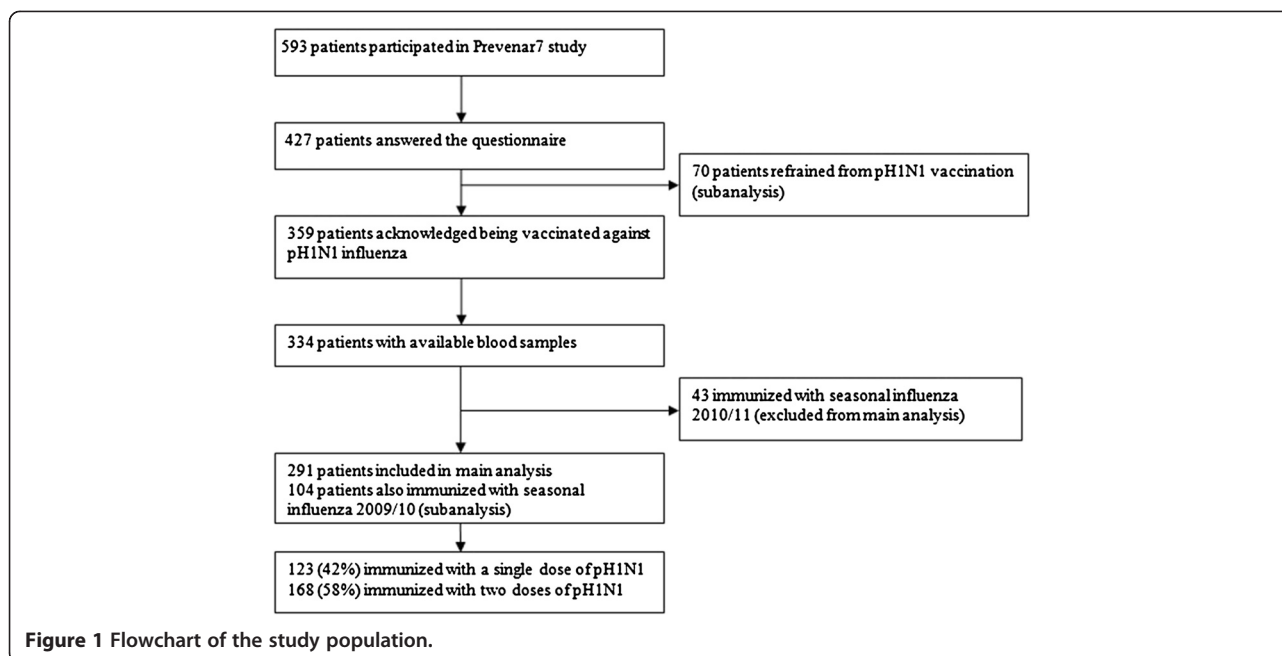 593 patients participated in Prevenar7 study
427 patients answered the questionnaire
70 patients refrained from pH1N1 vaccination
(subanalysis)
359 patients acknowledged being vaccinated against
pH1N1 influenza
334 patients with available blood samples
43 immunized with seasonal influenza
2010/11 (excluded from main analysis)
291 patients included in main analysis
104 patients also immunized with seasonal
influenza 2009/10 (subanalysis)
123 (42%) immunized with a single dose of pH1N1
168 (58%) immunized with two doses of pH1N1
Figure 1 Flowchart of the study population.